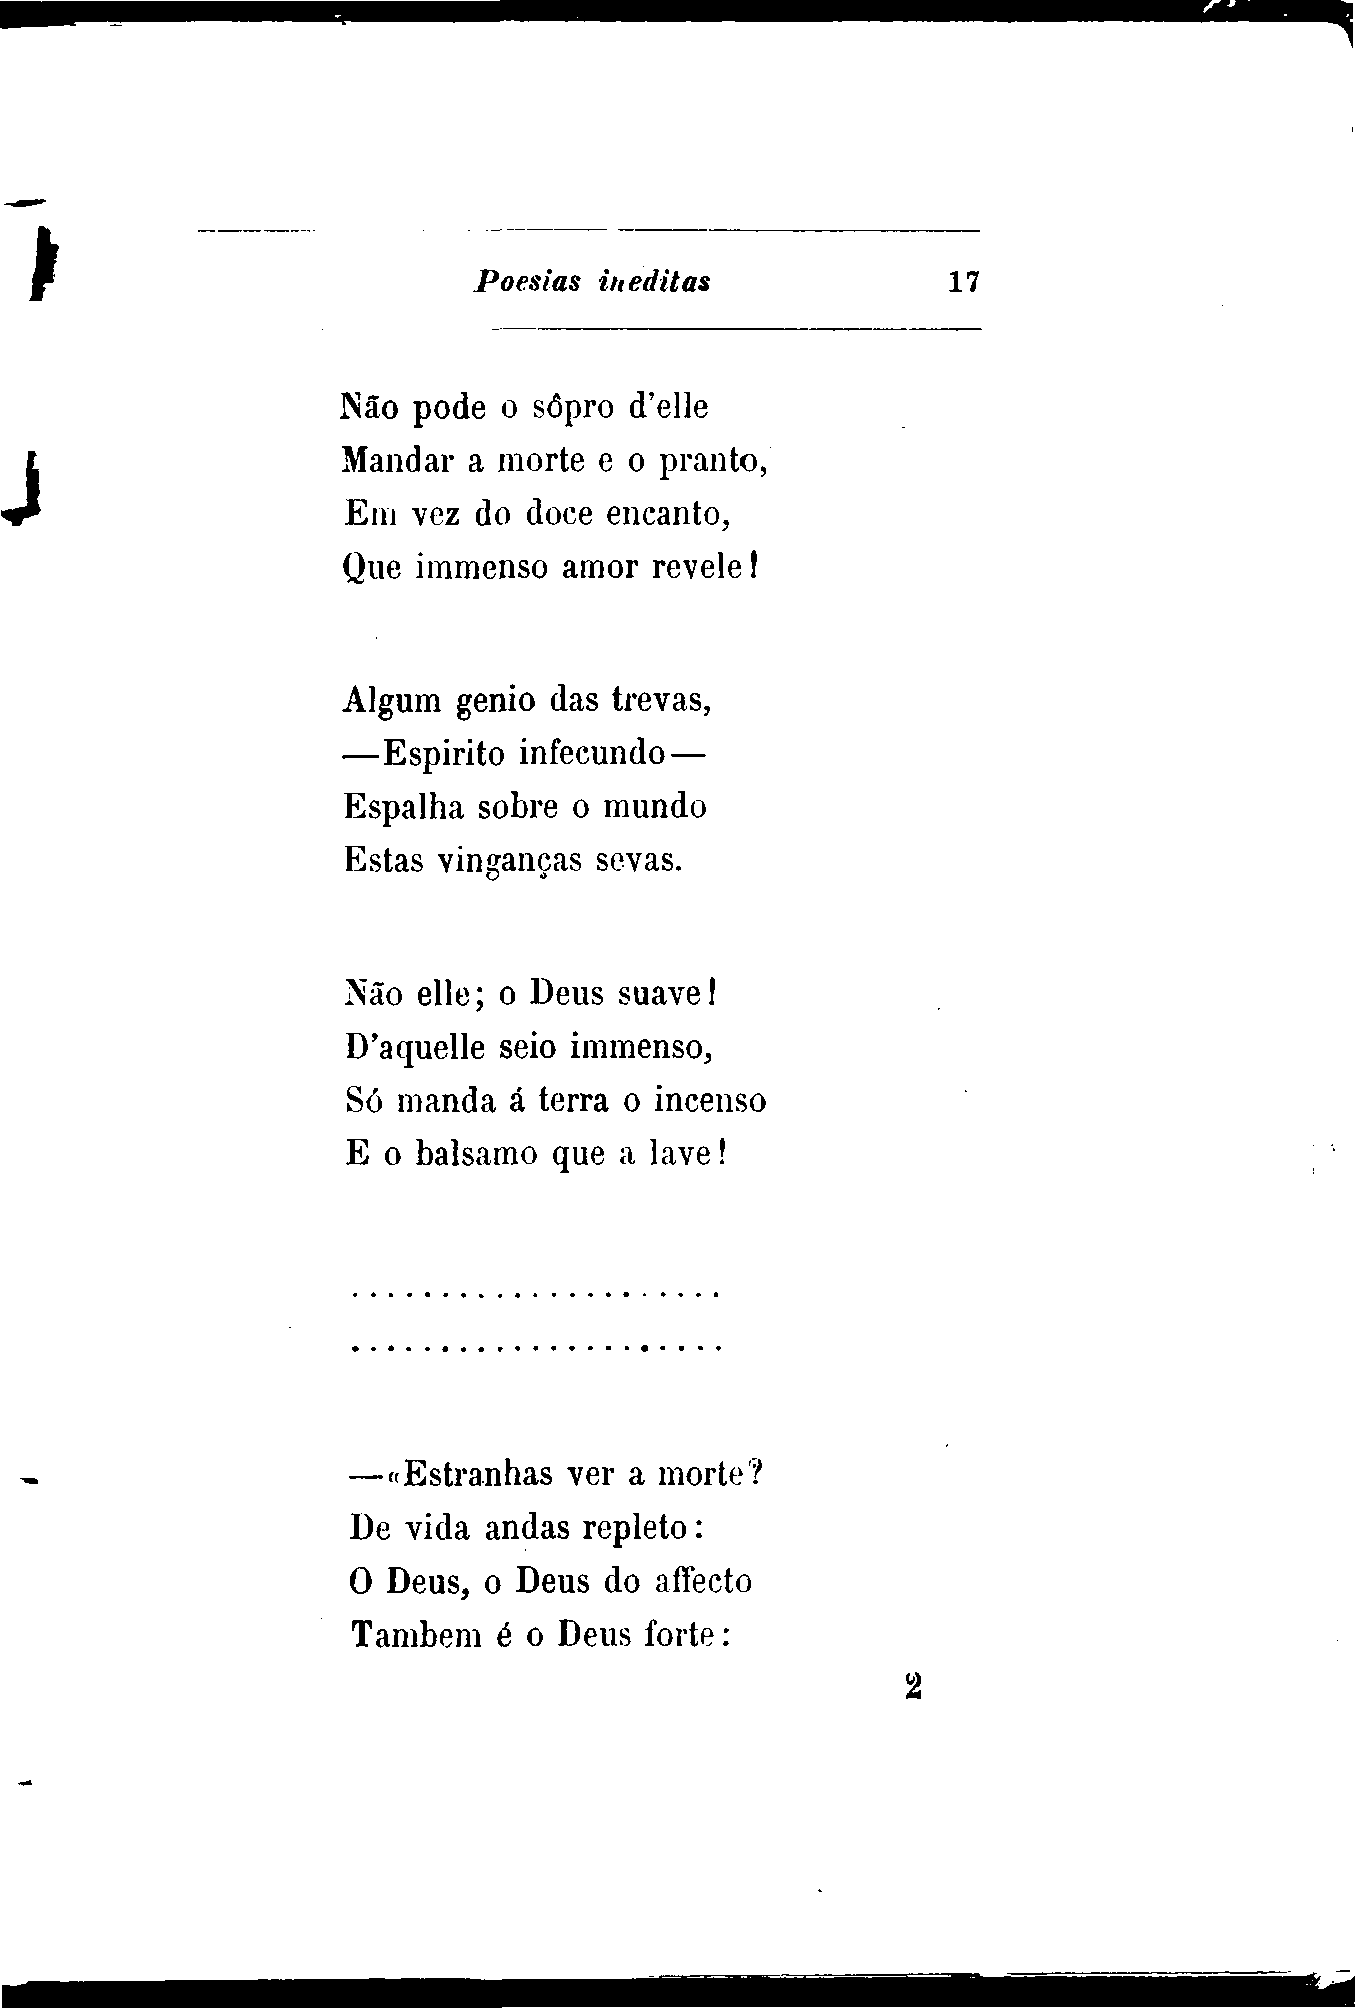 Poesias ineditas 17
Não pode o sôpro d'elle
Mandar a morte e o pranto,
Em vez do doce encanto,
Que immenso amor revele!
Algum genio das trevas,
—Espirito infecundo—
Espalha sobre o mundo
Estas vinganças sevas.
Não elle; o Deus suave!
D'aquelle seio immenso,
Só manda á terra o incenso
E o balsamo que a lave!
.....................
.....................
—«Estranhas ver a morte?
De vida andas repleto:
O Deus, o Deus do affecto
Tambem é o Deus forte:
2